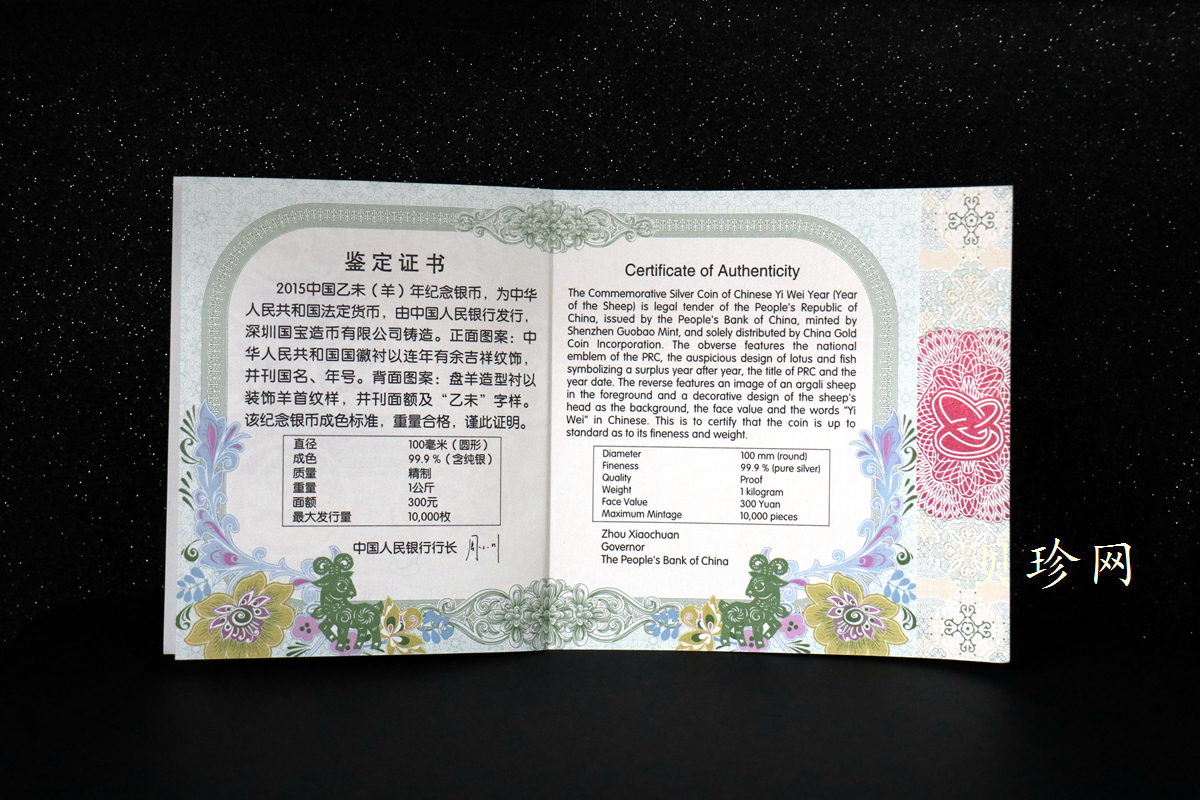 鉴定证书
2015中国乙未（羊）年纪念银币，为中华
人民共和国法定货币，由中国人民银行发行，
深圳国宝造币有限公司铸造。正面图案：中
华人民共和国国徽衬以连年有余吉祥纹饰，
并刊国名、年号。背面图案：盘羊造型衬以
装饰羊首纹样，并刊面额及“乙未”字样。
该纪念银币成色标准，重量合格，谨此证明。
直径 100毫米（圆形）
成色 99.9 %（含纯银）
质量 精制
重量 1公斤
面额 300元
最大发行量 10,000枚
中国人民银行行长
Certificate of Authenticity
The Commemorative Silver Coin of Chinese Yi Wei Year (Year
of the Sheep) is legal tender of the People's Republic of
China, issued by the People's Bank of China, minted by
Shenzhen Guobao Mint, and solely distributed by China Gold
Coin Incorporation. The obverse features the national
emblem of the PRC, the auspicious design of lotus and fish
symbolizing a surplus year after year, the title of PRC and the
year date. The reverse features an image of an argali sheep
in the foreground and a decorative design of the sheep's
head as the background, the face value and the words "Yi
Wei" in Chinese. This is to certify that the coin is up to
standard as to its fineness and weight.
Diameter 100 mm (round)
Fineness 99.9 % (pure silver)
Quality Proof
Weight 1 kilogram
Face Value 300 Yuan
Maximum Mintage 10,000 pieces
Zhou Xiaochuan
Governor
The People's Bank of China
珍网